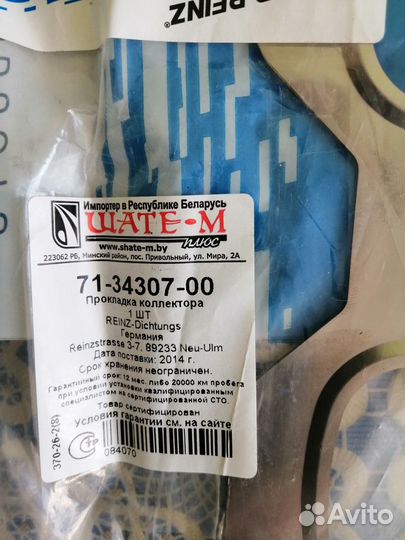 REINZ
Импортер в Республике Беларусь
ШАТЕ-М
плюс
www.shate-m.by
223062 РБ, Минский район, пос. Привольный, ул. Мира, 2А
71-34307-00
Прокладка коллектора
1 ШТ
REINZ-Dichtungs
Германия
Reinzstrasse 3-7, 89233 Neu-Ulm
Дата поставки: 2014 г.
Срок хранения неограничен.
Гарантийный срок: 12 мес. либо 20000 км пробега
при условии установки квалифицированным
специалистом на сертифицированной СТО.
Товар сертифицирован
Условия гарантии см. на сайте
084070
370-26-2(8)
Avito